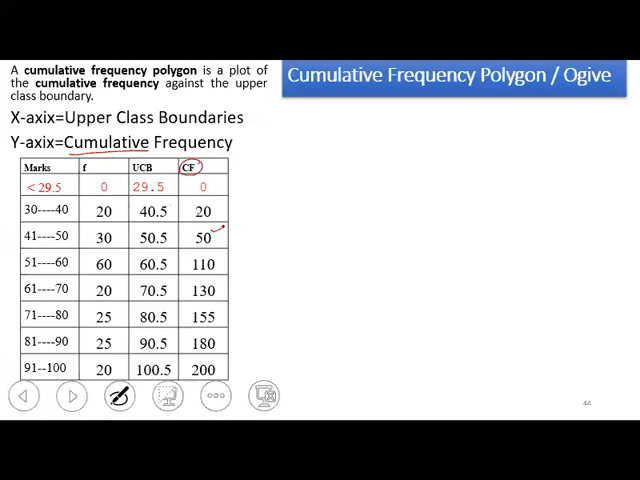 A cumulative frequency polygon is a plot of
the cumulative frequency against the upper
class boundary.
Cumulative Frequency Polygon / Ogive
X-axix=Upper Class Boundaries
Y-axix=Cumulative Frequency
Marks f UCB CF
< 29.5 0 29.5 0
30----40 20 40.5 20
41----50 30 50.5 50
51----60 60 60.5 110
61----70 20 70.5 130
71----80 25 80.5 155
81----90 25 90.5 180
91--100 20 100.5 200
44